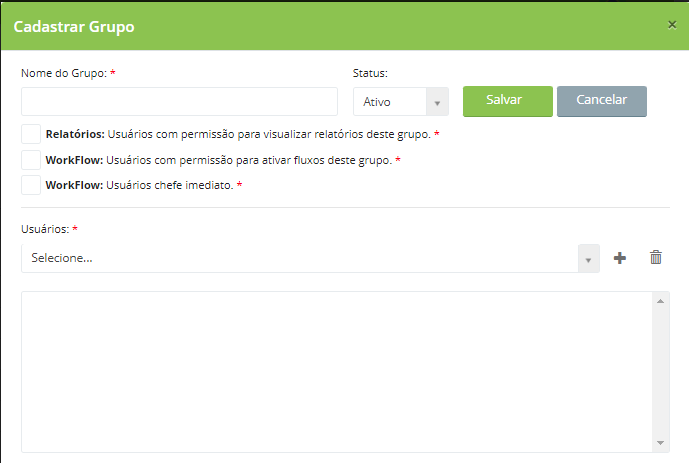 Cadastrar Grupo ×
Nome do Grupo: * Status:
Ativo Salvar Cancelar
Relatórios: Usuários com permissão para visualizar relatórios deste grupo. *
WorkFlow: Usuários com permissão para ativar fluxos deste grupo. *
WorkFlow: Usuários chefe imediato. *
Usuários: *
Selecione...